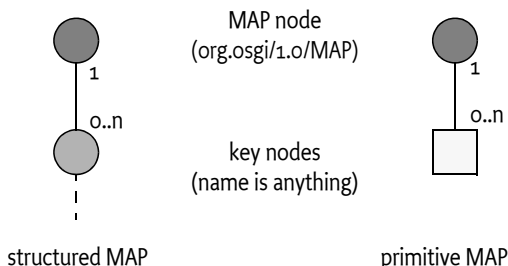 MAP node
(org.osgi/1.0/MAP)
1
1
0..n
0..n
key nodes
(name is anything)
structured MAP
primitive MAP